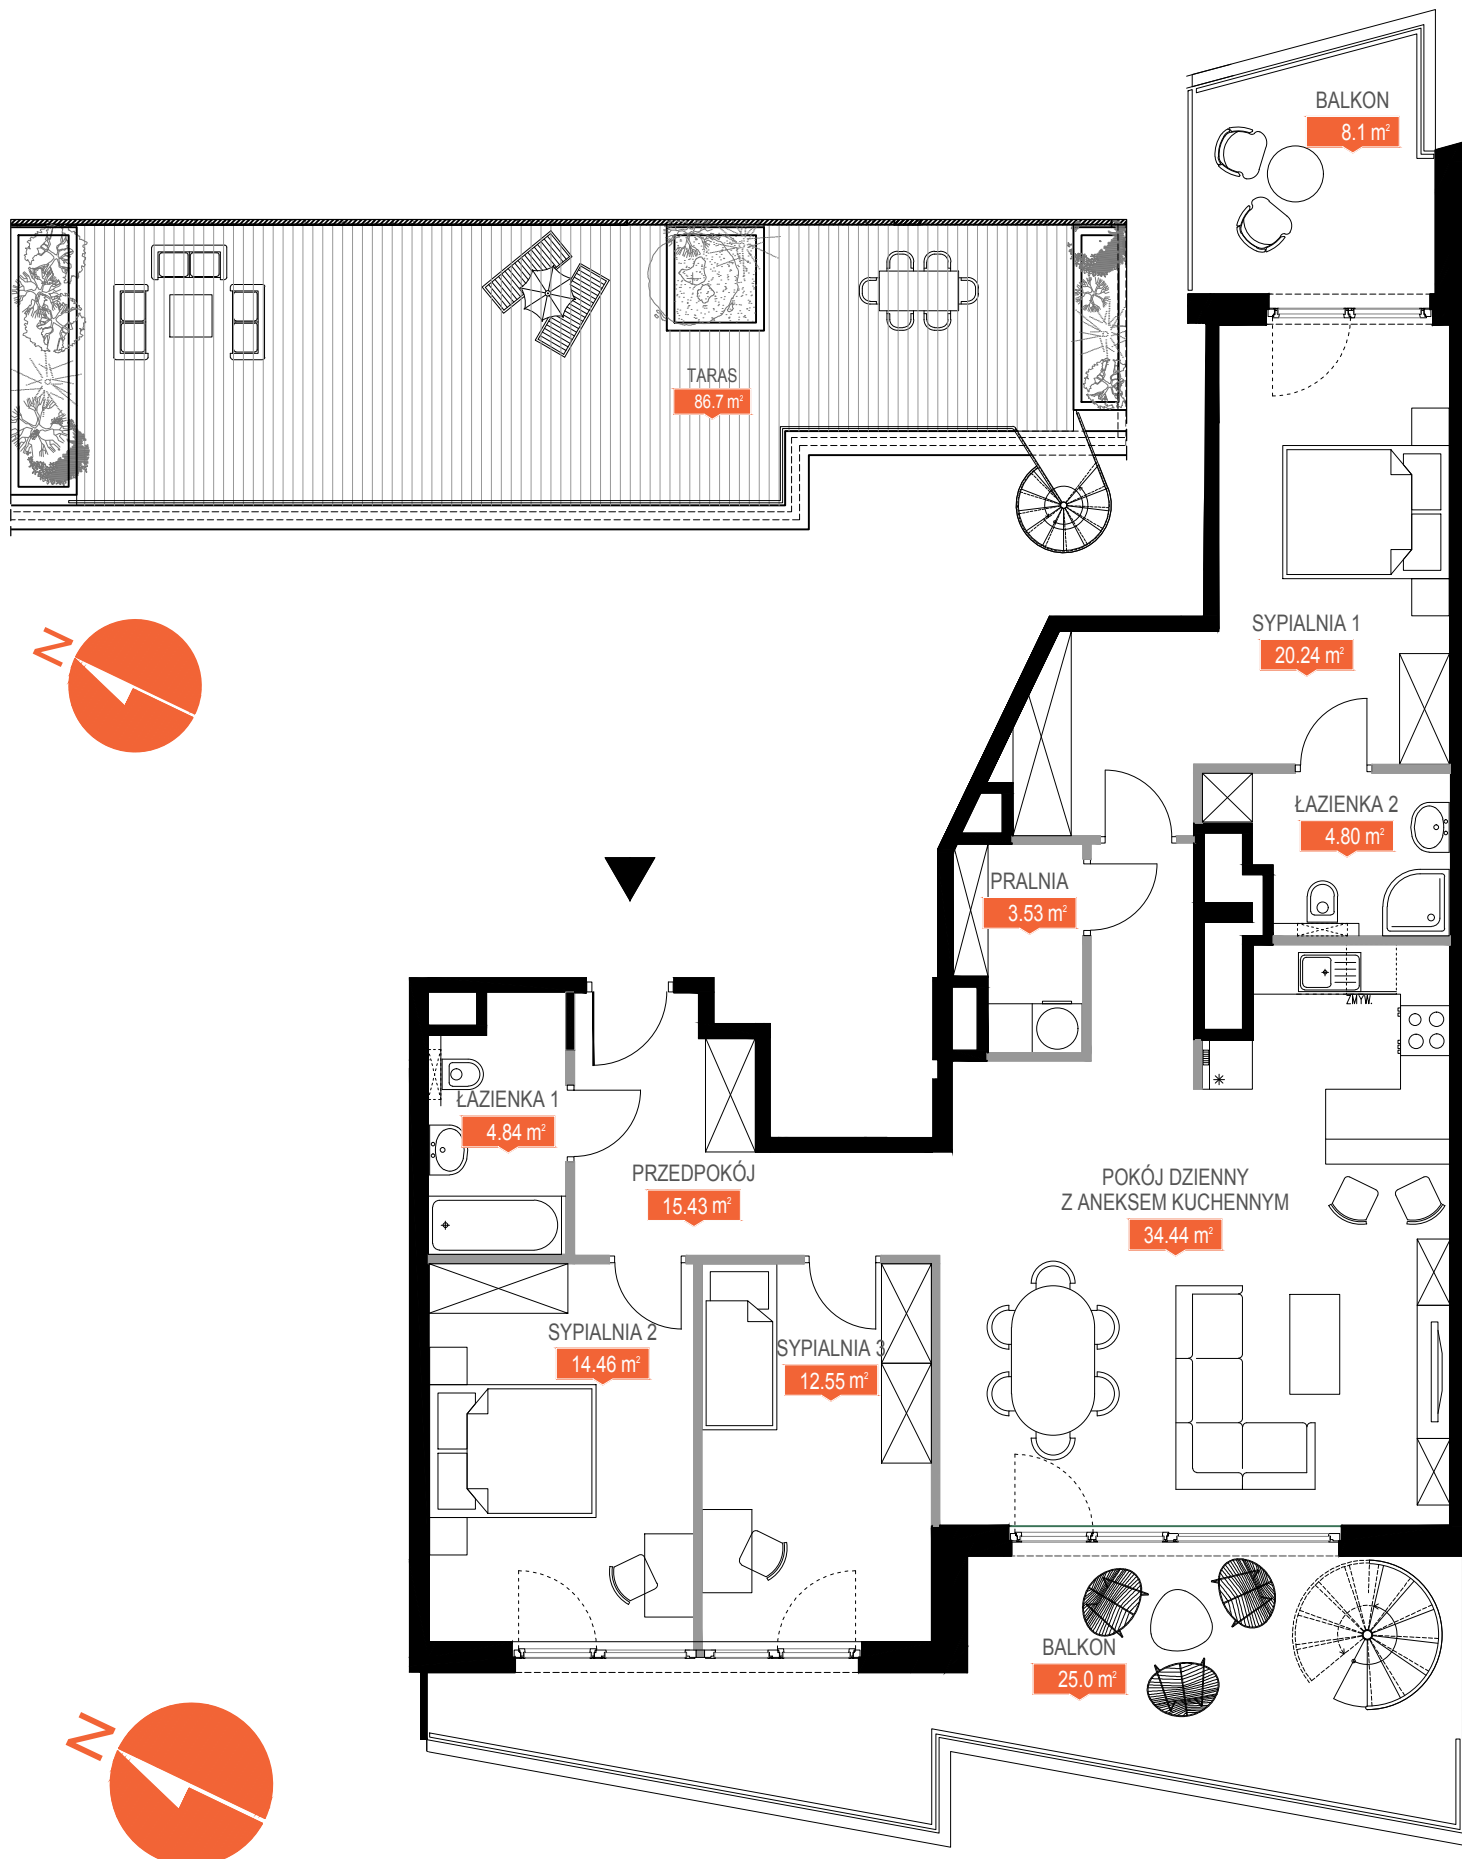 BALKON
8.1 m²
TARAS
86.7 m²
N
SYPIALNIA 1
20.24 m²
ŁAZIENKA 2
4.80 m²
PRALNIA
3.53 m²
ZMYW.
ŁAZIENKA 1
4.84 m²
PRZEDPOKÓJ
15.43 m²
POKÓJ DZIENNY
Z ANEKSEM KUCHENNYM
34.44 m²
SYPIALNIA 2
14.46 m²
SYPIALNIA 3
12.55 m²
BALKON
25.0 m²
N